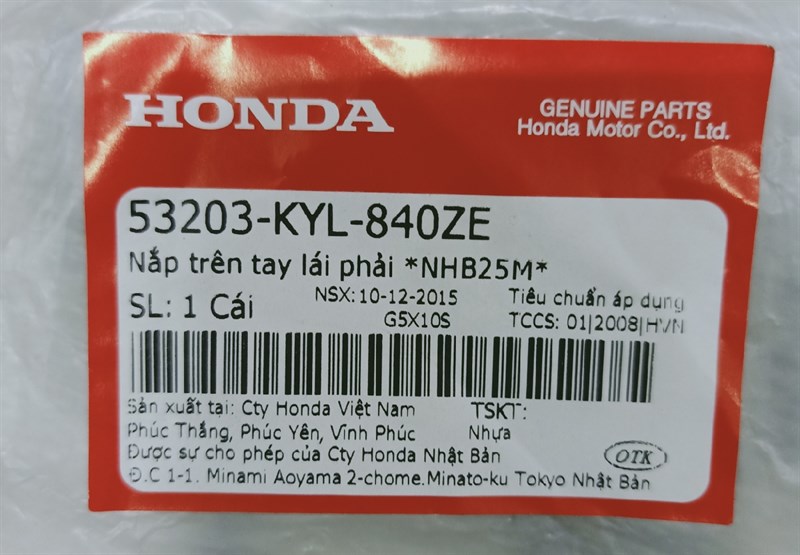 HONDA
GENUINE PARTS
Honda Motor Co., Ltd.
53203-KYL-840ZE
Nắp trên tay lái phải *NHB25M*
SL: 1 Cái
NSX: 10-12-2015
G5X10S
Tiêu chuẩn áp dụng
TCCS: 01|2008|HVN
Sản xuất tại: Cty Honda Việt Nam
Phúc Thắng, Phúc Yên, Vĩnh Phúc
Được sự cho phép của Cty Honda Nhật Bản
Đ.C 1-1. Minami Aoyama 2-chome.Minato-ku Tokyo Nhật Bản
TSKT:
Nhựa
OTK